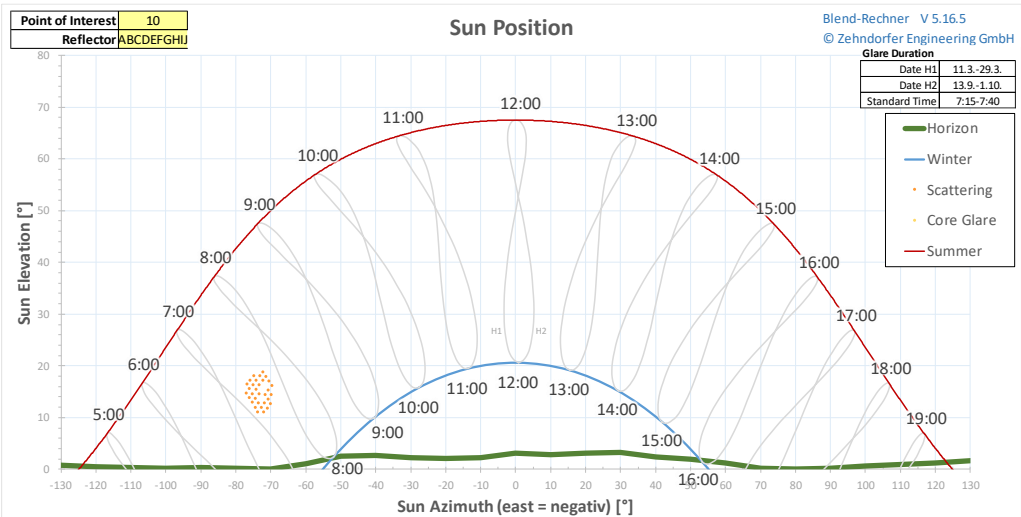 Point of Interest 10
Reflector ABCDEFGHIJ
Sun Position
Blend-Rechner V 5.16.5
© Zehndorfer Engineering GmbH
Glare Duration
Date H1 11.3.-29.3.
Date H2 13.9.-1.10.
Standard Time 7:15-7:40
Horizon
Winter
Scattering
Core Glare
Summer
Sun Elevation [°]
80
70
60
50
40
30
20
10
0
12:00
11:00 13:00
10:00 14:00
9:00 15:00
8:00 16:00
7:00 17:00
6:00 18:00
5:00 19:00
H1 H2
11:00 12:00 13:00
10:00 14:00
9:00 15:00
8:00 16:00
-130 -120 -110 -100 -90 -80 -70 -60 -50 -40 -30 -20 -10 0 10 20 30 40 50 60 70 80 90 100 110 120 130
Sun Azimuth (east = negativ) [°]